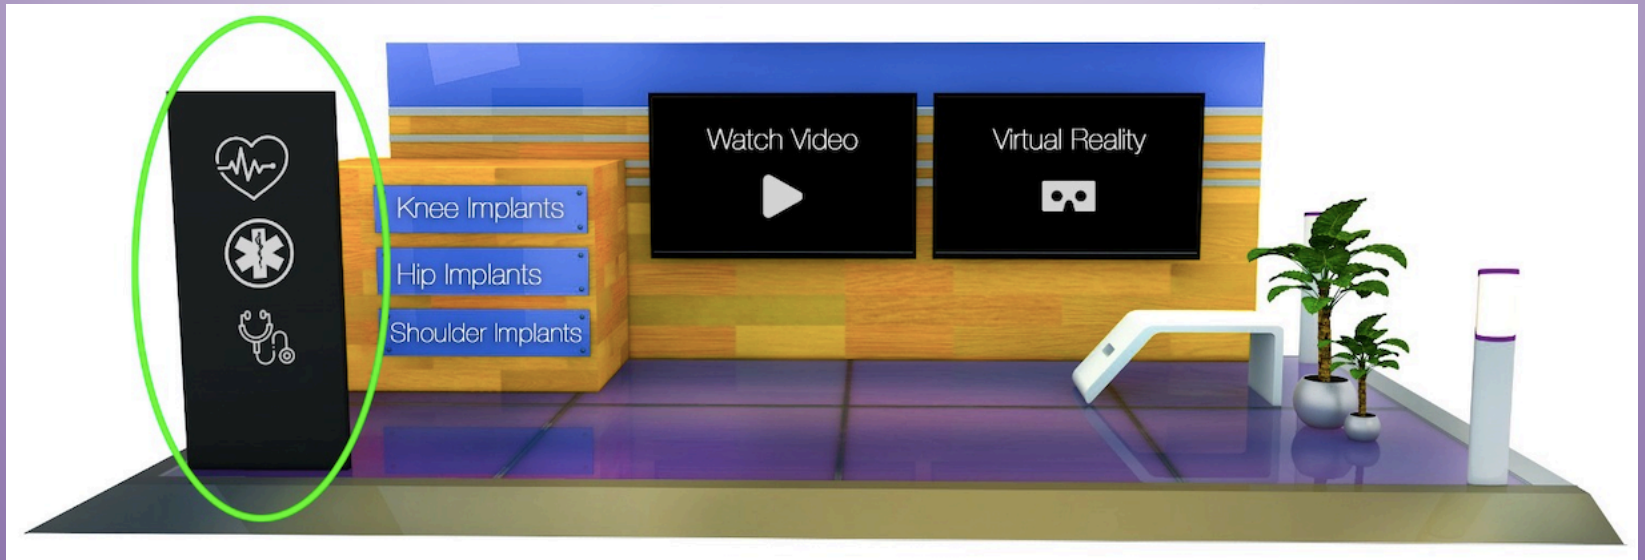 Knee Implants
Hip Implants
Shoulder Implants
Watch Video
Virtual Reality